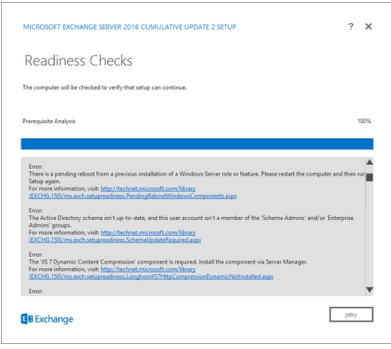 MICROSOFT EXCHANGE SERVER 2016 CUMULATIVE UPDATE 2 SETUP ? ✕
Readiness Checks
The computer will be checked to verify that setup can continue.
Prerequisite Analysis 100%
Error:
There is a pending reboot from a previous installation of a Windows Server role or feature. Please restart the computer and then run
Setup again.
For more information, visit: http://technet.microsoft.com/library
(EXCHG.150)/ms.exch.setupreadiness.PendingRebootWindowsComponents.aspx
Error:
The Active Directory schema isn't up-to-date, and this user account isn't a member of the 'Schema Admins' and/or 'Enterprise
Admins' groups.
For more information, visit: http://technet.microsoft.com/library
(EXCHG.150)/ms.exch.setupreadiness.SchemaUpdateRequired.aspx
Error:
The 'IIS 7 Dynamic Content Compression' component is required. Install the component via Server Manager.
For more information, visit: http://technet.microsoft.com/library
(EXCHG.150)/ms.exch.setupreadiness.LonghornIIS7HttpCompressionDynamicNotInstalled.aspx
Error:
E Exchange
retry